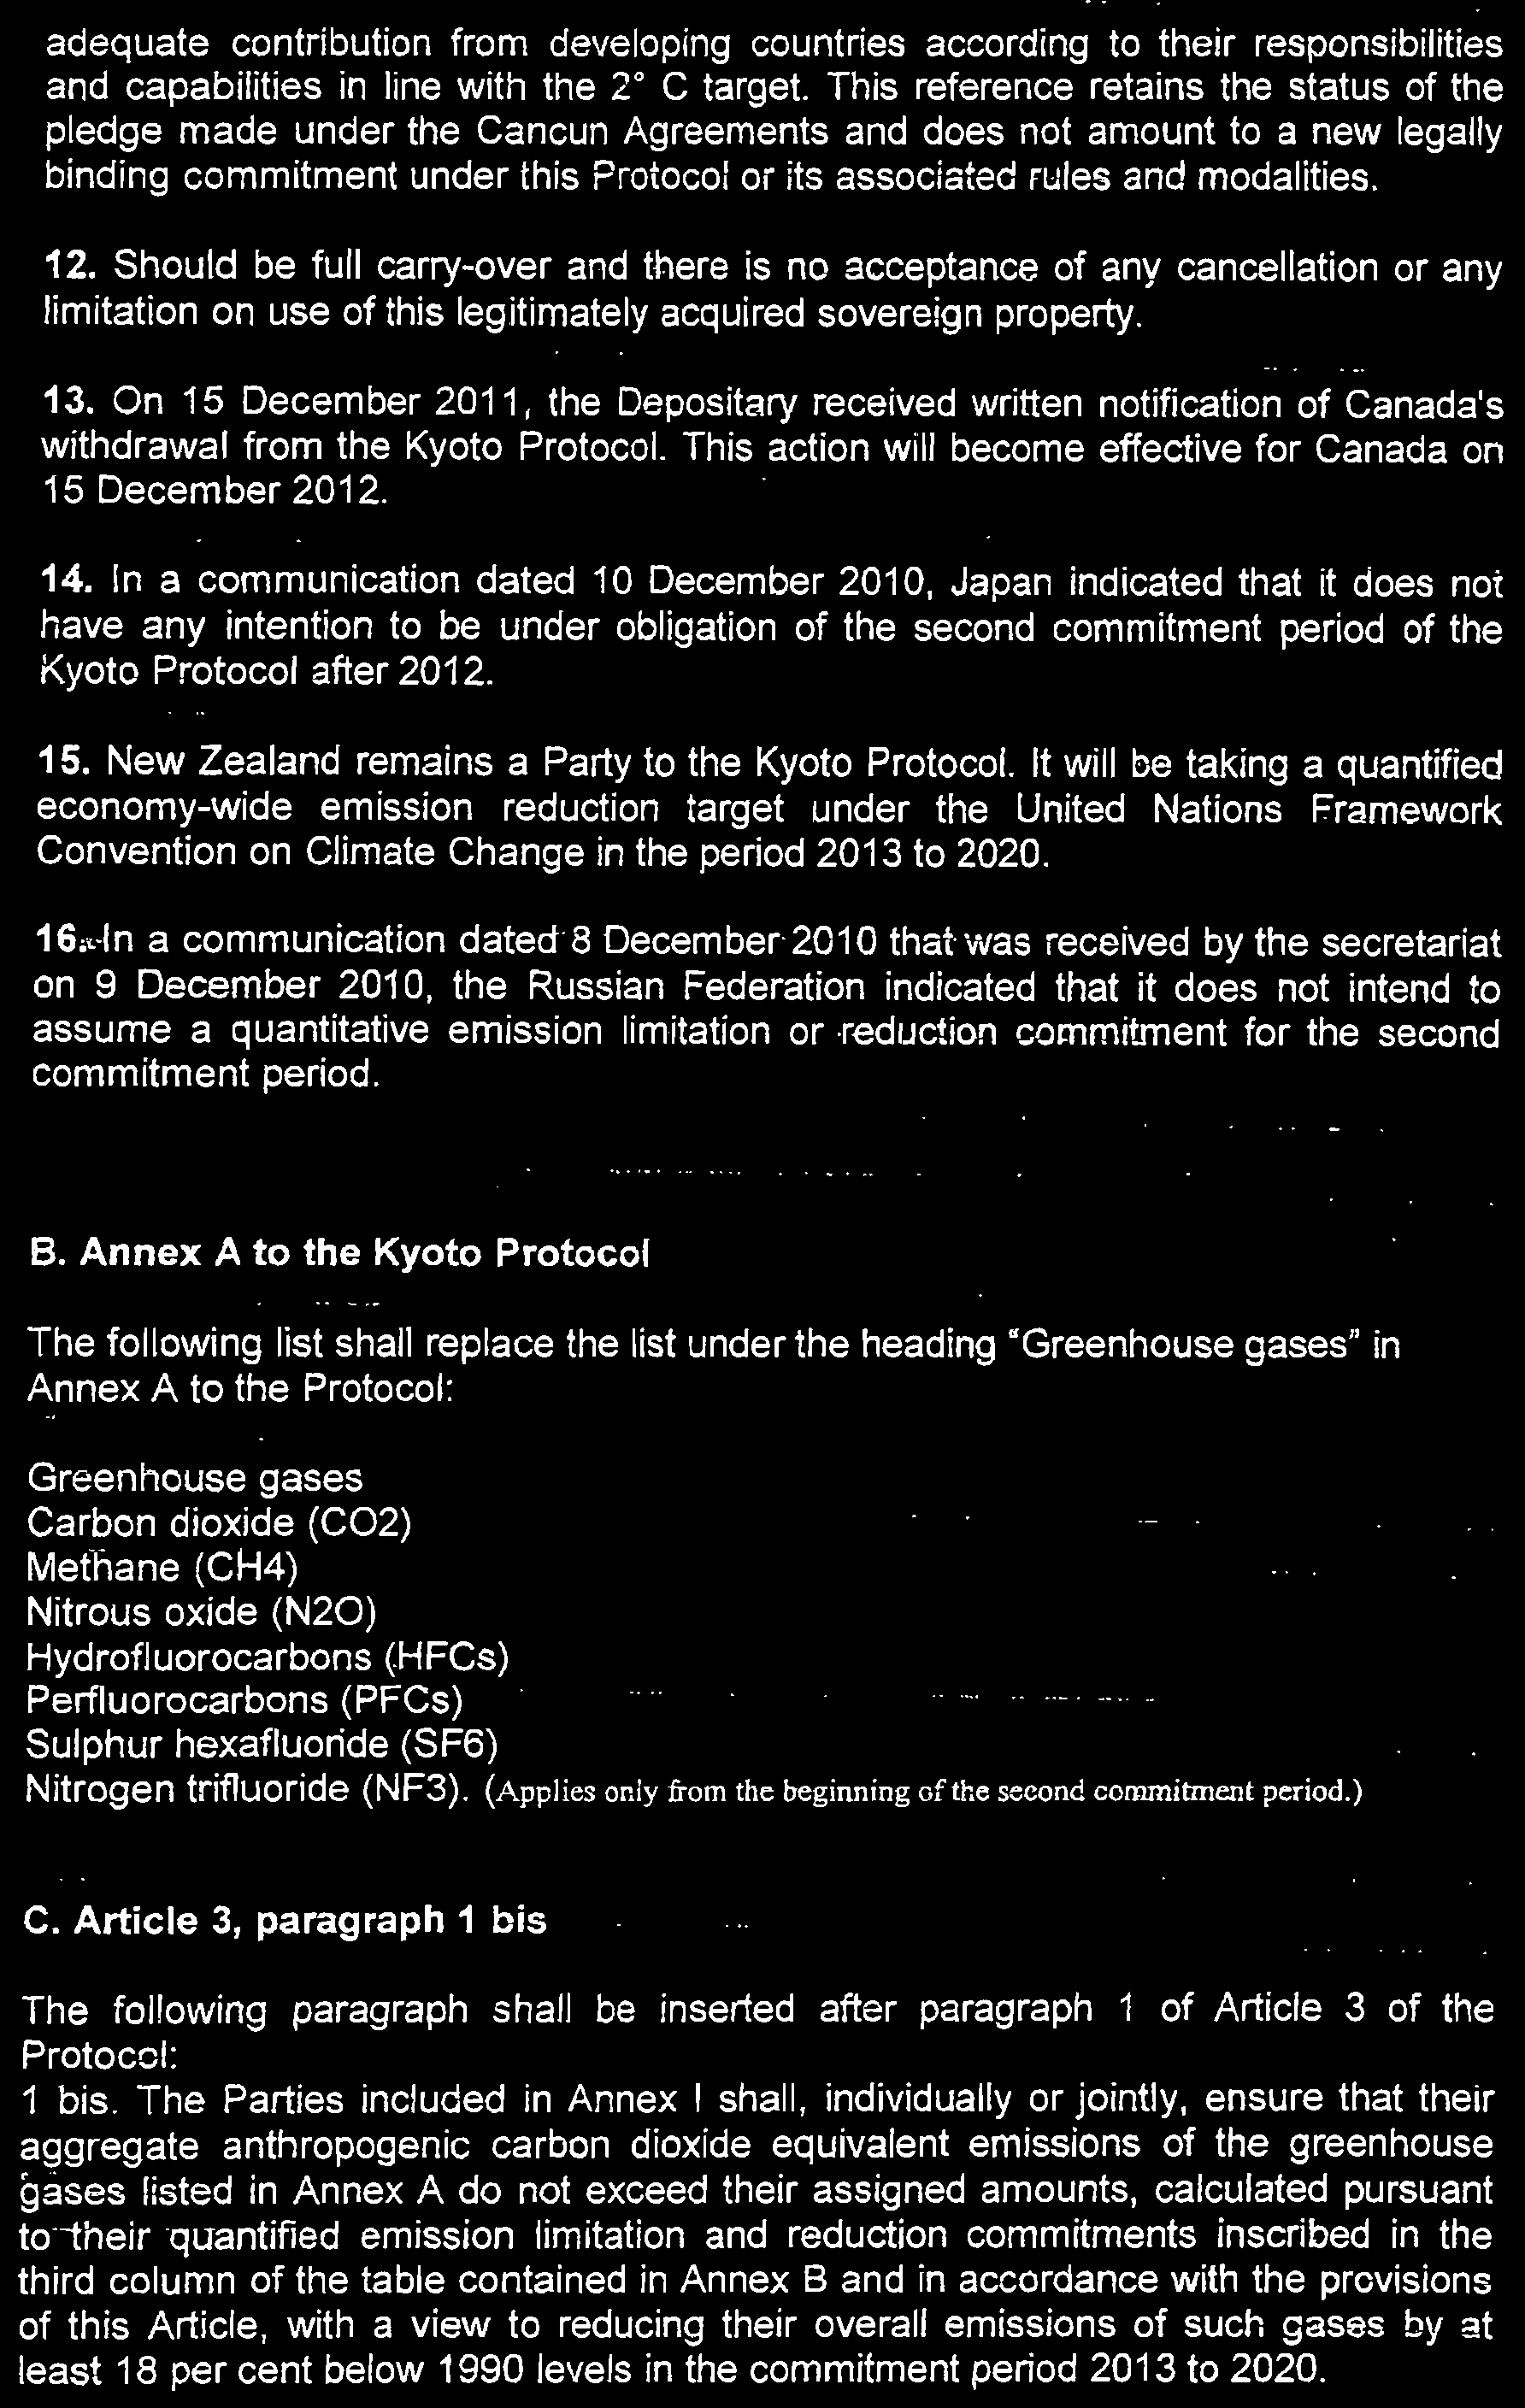 adequate contribution from developing countries according to their responsibilities
and capabilities in line with the 2° C target. This reference retains the status of the
pledge made under the Cancun Agreements and does not amount to a new legally
binding commitment under this Protocol or its associated rules and modalities.
12. Should be full carry-over and there is no acceptance of any cancellation or any
limitation on use of this legitimately acquired sovereign property.
13. On 15 December 2011, the Depositary received written notification of Canada's
withdrawal from the Kyoto Protocol. This action will become effective for Canada on
15 December 2012.
14. In a communication dated 10 December 2010, Japan indicated that it does not
have any intention to be under obligation of the second commitment period of the
Kyoto Protocol after 2012.
15. New Zealand remains a Party to the Kyoto Protocol. It will be taking a quantified
economy-wide emission reduction target under the United Nations Framework
Convention on Climate Change in the period 2013 to 2020.
16. In a communication dated 8 December 2010 that was received by the secretariat
on 9 December 2010, the Russian Federation indicated that it does not intend to
assume a quantitative emission limitation or reduction commitment for the second
commitment period.
B. Annex A to the Kyoto Protocol
The following list shall replace the list under the heading "Greenhouse gases" in
Annex A to the Protocol:
Greenhouse gases
Carbon dioxide (CO2)
Methane (CH4)
Nitrous oxide (N2O)
Hydrofluorocarbons (HFCs)
Perfluorocarbons (PFCs)
Sulphur hexafluoride (SF6)
Nitrogen trifluoride (NF3). (Applies only from the beginning of the second commitment period.)
C. Article 3, paragraph 1 bis
The following paragraph shall be inserted after paragraph 1 of Article 3 of the
Protocol:
1 bis. The Parties included in Annex I shall, individually or jointly, ensure that their
aggregate anthropogenic carbon dioxide equivalent emissions of the greenhouse
gases listed in Annex A do not exceed their assigned amounts, calculated pursuant
to their quantified emission limitation and reduction commitments inscribed in the
third column of the table contained in Annex B and in accordance with the provisions
of this Article, with a view to reducing their overall emissions of such gases by at
least 18 per cent below 1990 levels in the commitment period 2013 to 2020.